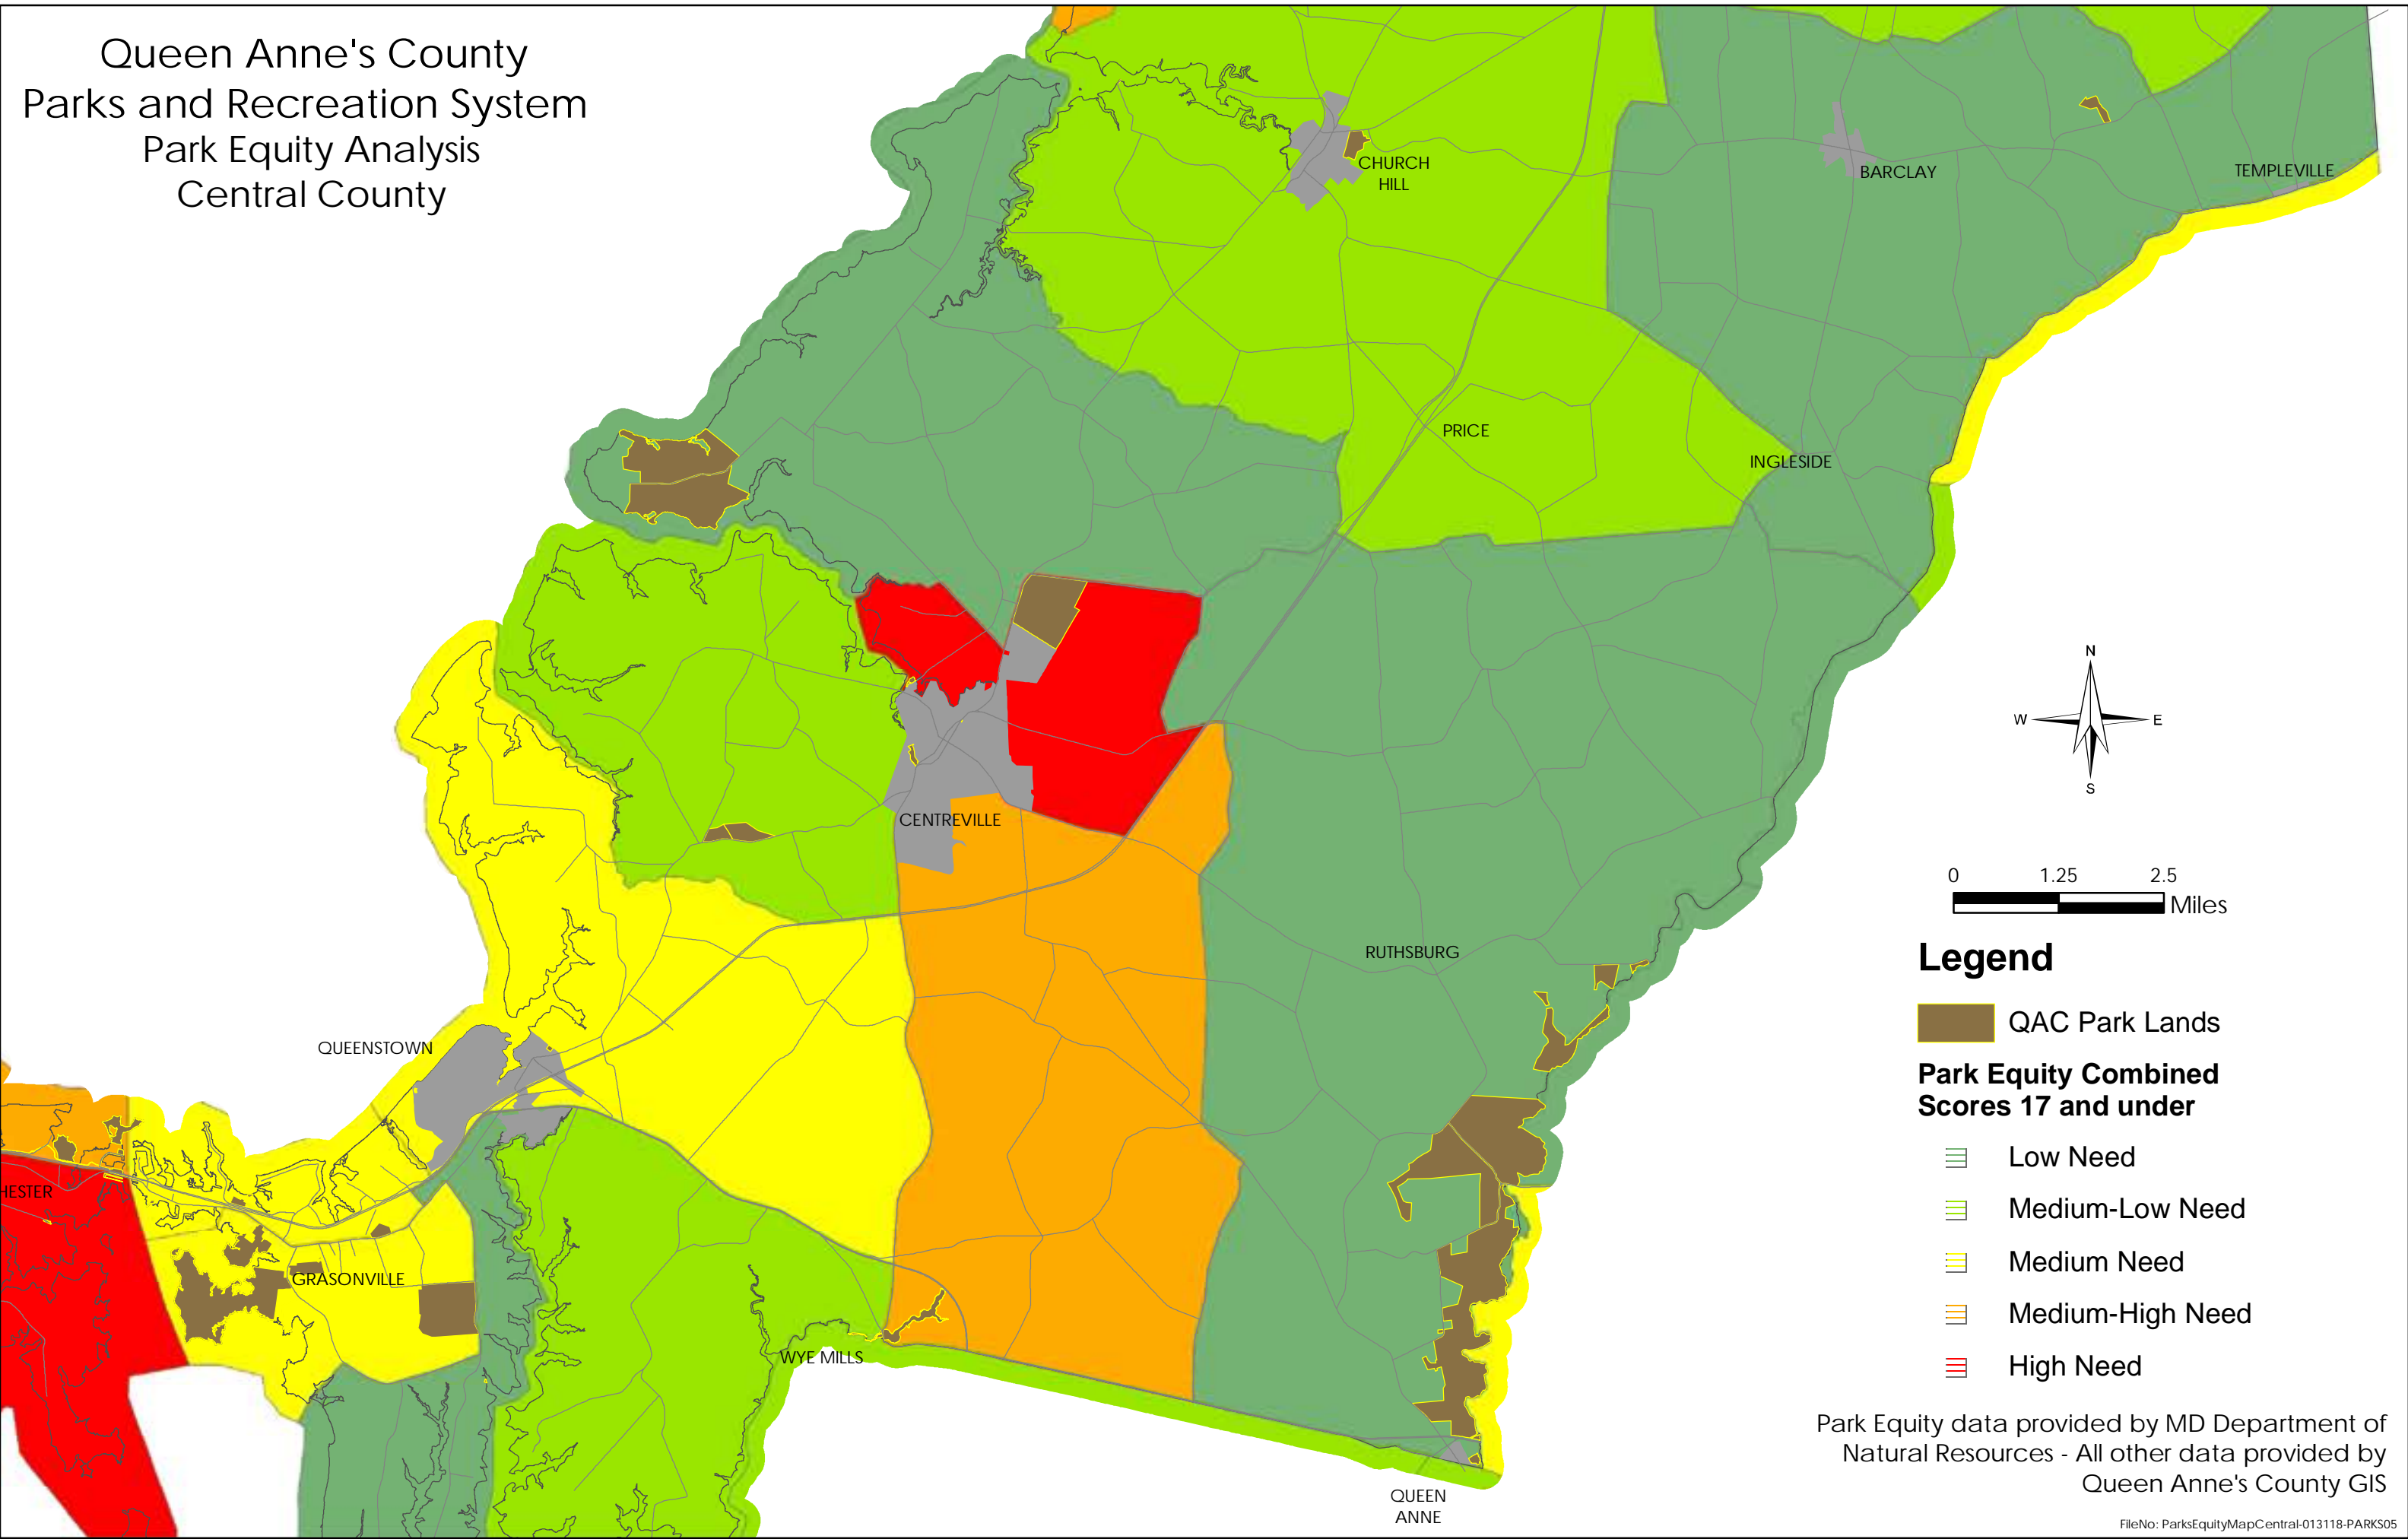 Queen Anne's County
Parks and Recreation System
Park Equity Analysis
Central County
CHURCH
HILL
BARCLAY
TEMPLEVILLE
PRICE
INGLESIDE
CENTREVILLE
RUTHSBURG
QUEENSTOWN
HESTER
GRASONVILLE
WYE MILLS
QUEEN
ANNE
N
W E
S
0 1.25 2.5
Miles
Legend
QAC Park Lands
Park Equity Combined
Scores 17 and under
Low Need
Medium-Low Need
Medium Need
Medium-High Need
High Need
Park Equity data provided by MD Department of
Natural Resources - All other data provided by
Queen Anne's County GIS
FileNo: ParksEquityMapCentral-013118-PARKS05